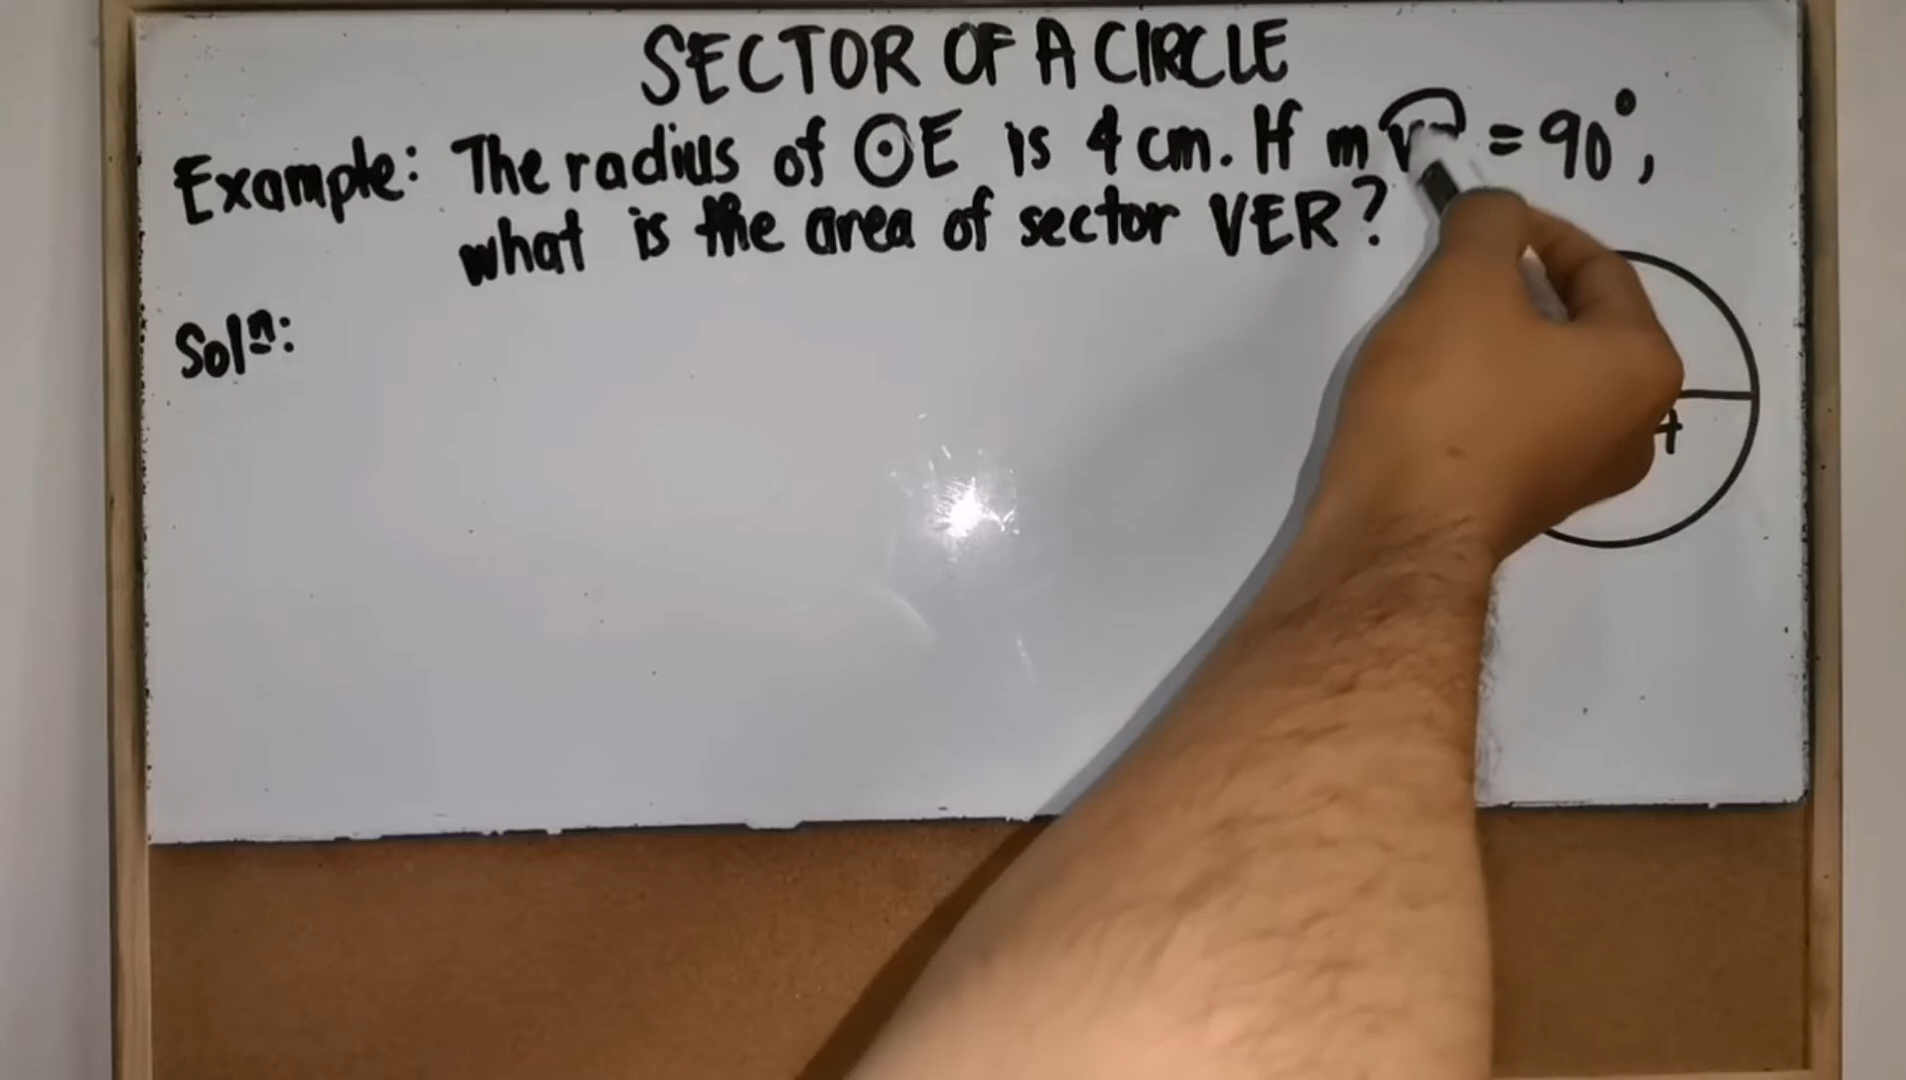 SECTOR OF A CIRCLE
Example: The radius of ⊙E is 4 cm. If m = 90°,
what is the area of sector VER?
Solⁿ: